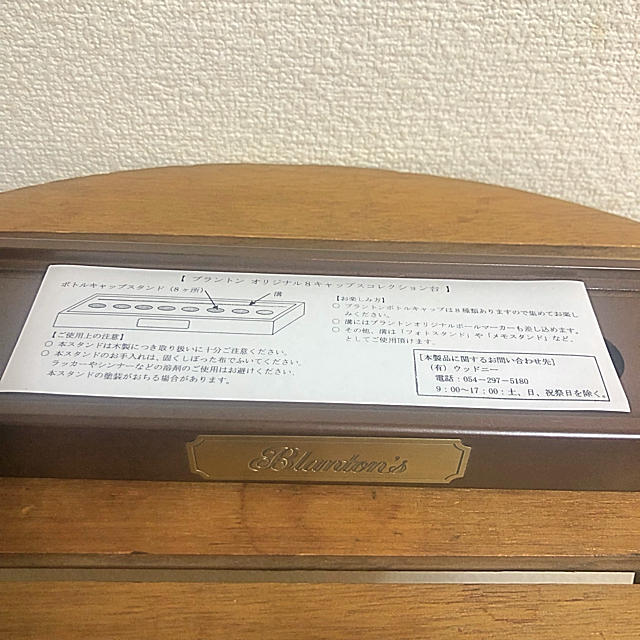 【 ブラントン オリジナル８キャップスコレクション台 】
ボトルキャップスタンド（８ヶ所）
溝
【ご使用上の注意】
○ 本スタンドは木製につき取り扱いに十分ご注意ください。
○ 本スタンドのお手入れは、固くしぼった布でふいてください。
ラッカーやシンナーなどの溶剤のご使用はお避けください。
本スタンドの塗装がおちる場合があります。
【お楽しみ方】
○ ブラントンボトルキャップは８種類ありますので集めてお楽し
みください。
○ 溝にはブラントンオリジナルボールマーカーも差し込めます。
○ その他、溝は「フォトスタンド」や「メモスタンド」など、
としてご使用頂けます。
【本製品に関するお問い合わせ先】
（有）ウッドニー
電話：054-297-5180
９：００～１７：００：土、日、祝祭日を除く。
Blanton's